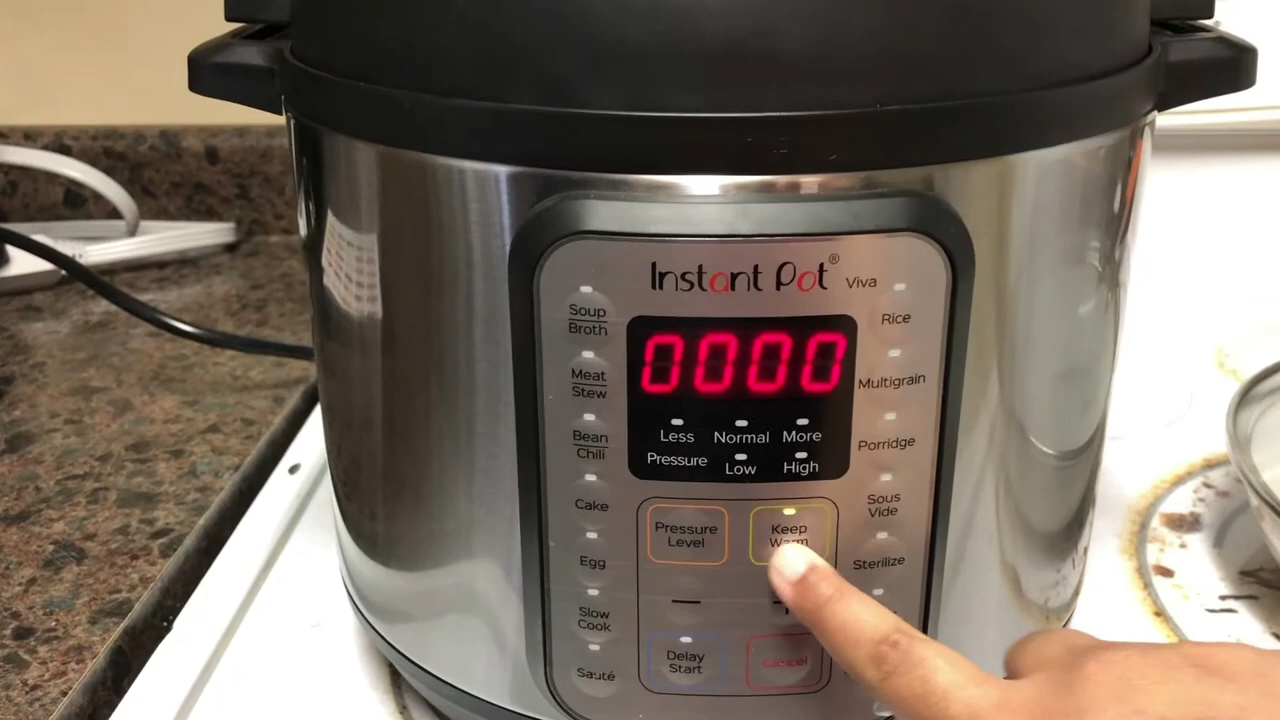 Instant Pot® Viva
Soup
Broth
Meat
Stew
Bean
Chili
Cake
Egg
Slow
Cook
Sauté
0000
Less Normal More
Pressure Low High
Pressure
Level
Keep
Warm
−
+
Delay
Start
Cancel
Rice
Multigrain
Porridge
Sous
Vide
Sterilize